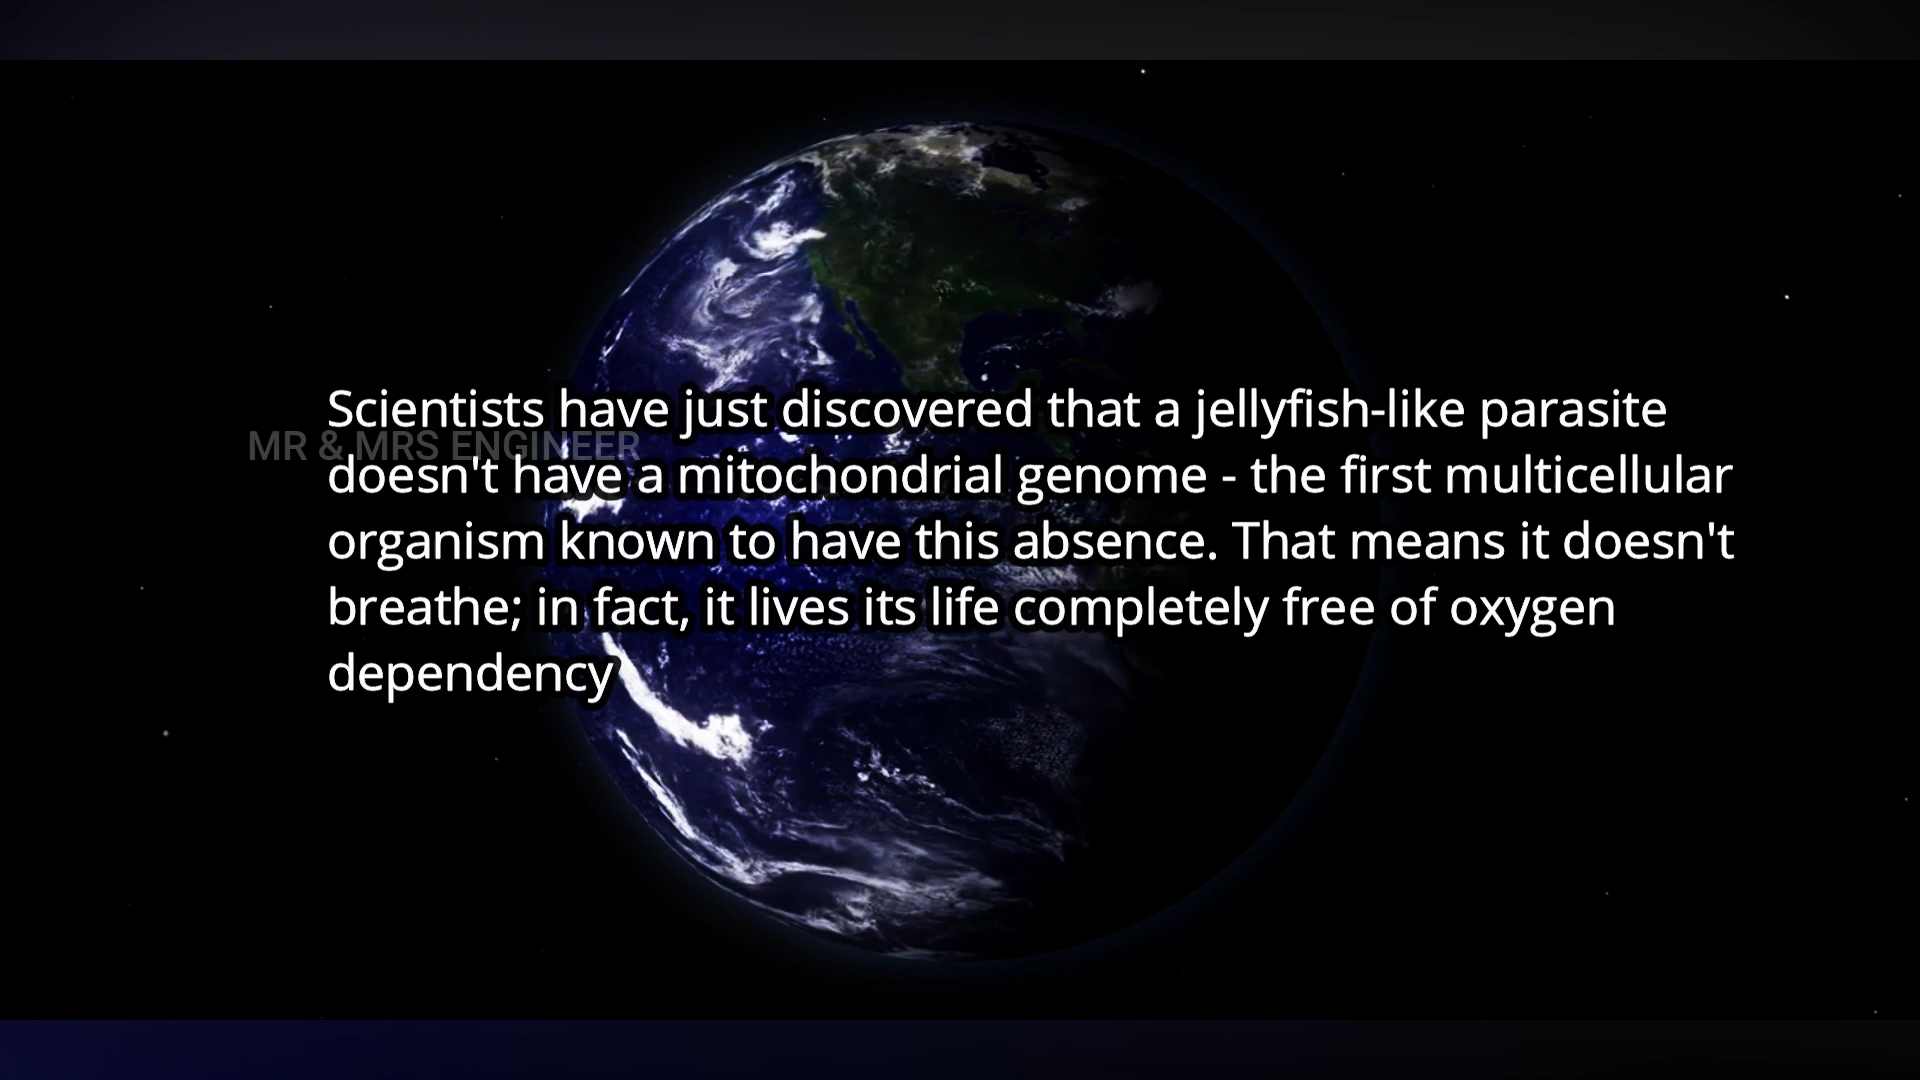 Scientists have just discovered that a jellyfish-like parasite
MR & MRS ENGINEER
doesn't have a mitochondrial genome - the first multicellular
organism known to have this absence. That means it doesn't
breathe; in fact, it lives its life completely free of oxygen
dependency